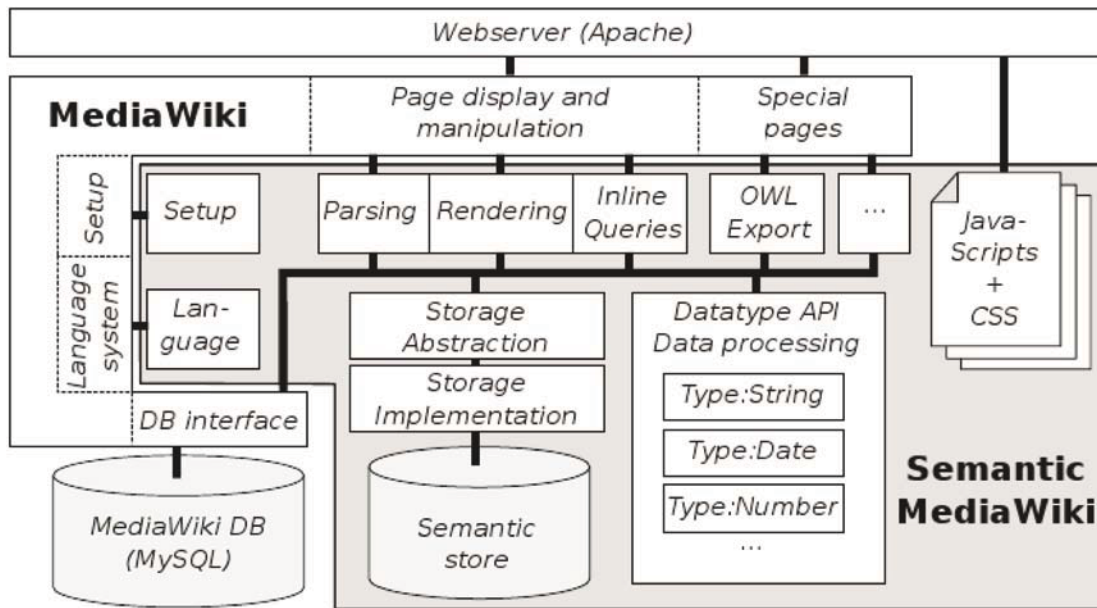 Webserver (Apache)
MediaWiki
Page display and
manipulation
Special
pages
Setup
Language
system
Setup
Lan-
guage
Parsing
Rendering
Inline
Queries
OWL
Export
...
Java-
Scripts
+
CSS
Storage
Abstraction
Storage
Implementation
Datatype API
Data processing
Type:String
Type:Date
Type:Number
...
DB interface
MediaWiki DB
(MySQL)
Semantic
store
Semantic
MediaWiki